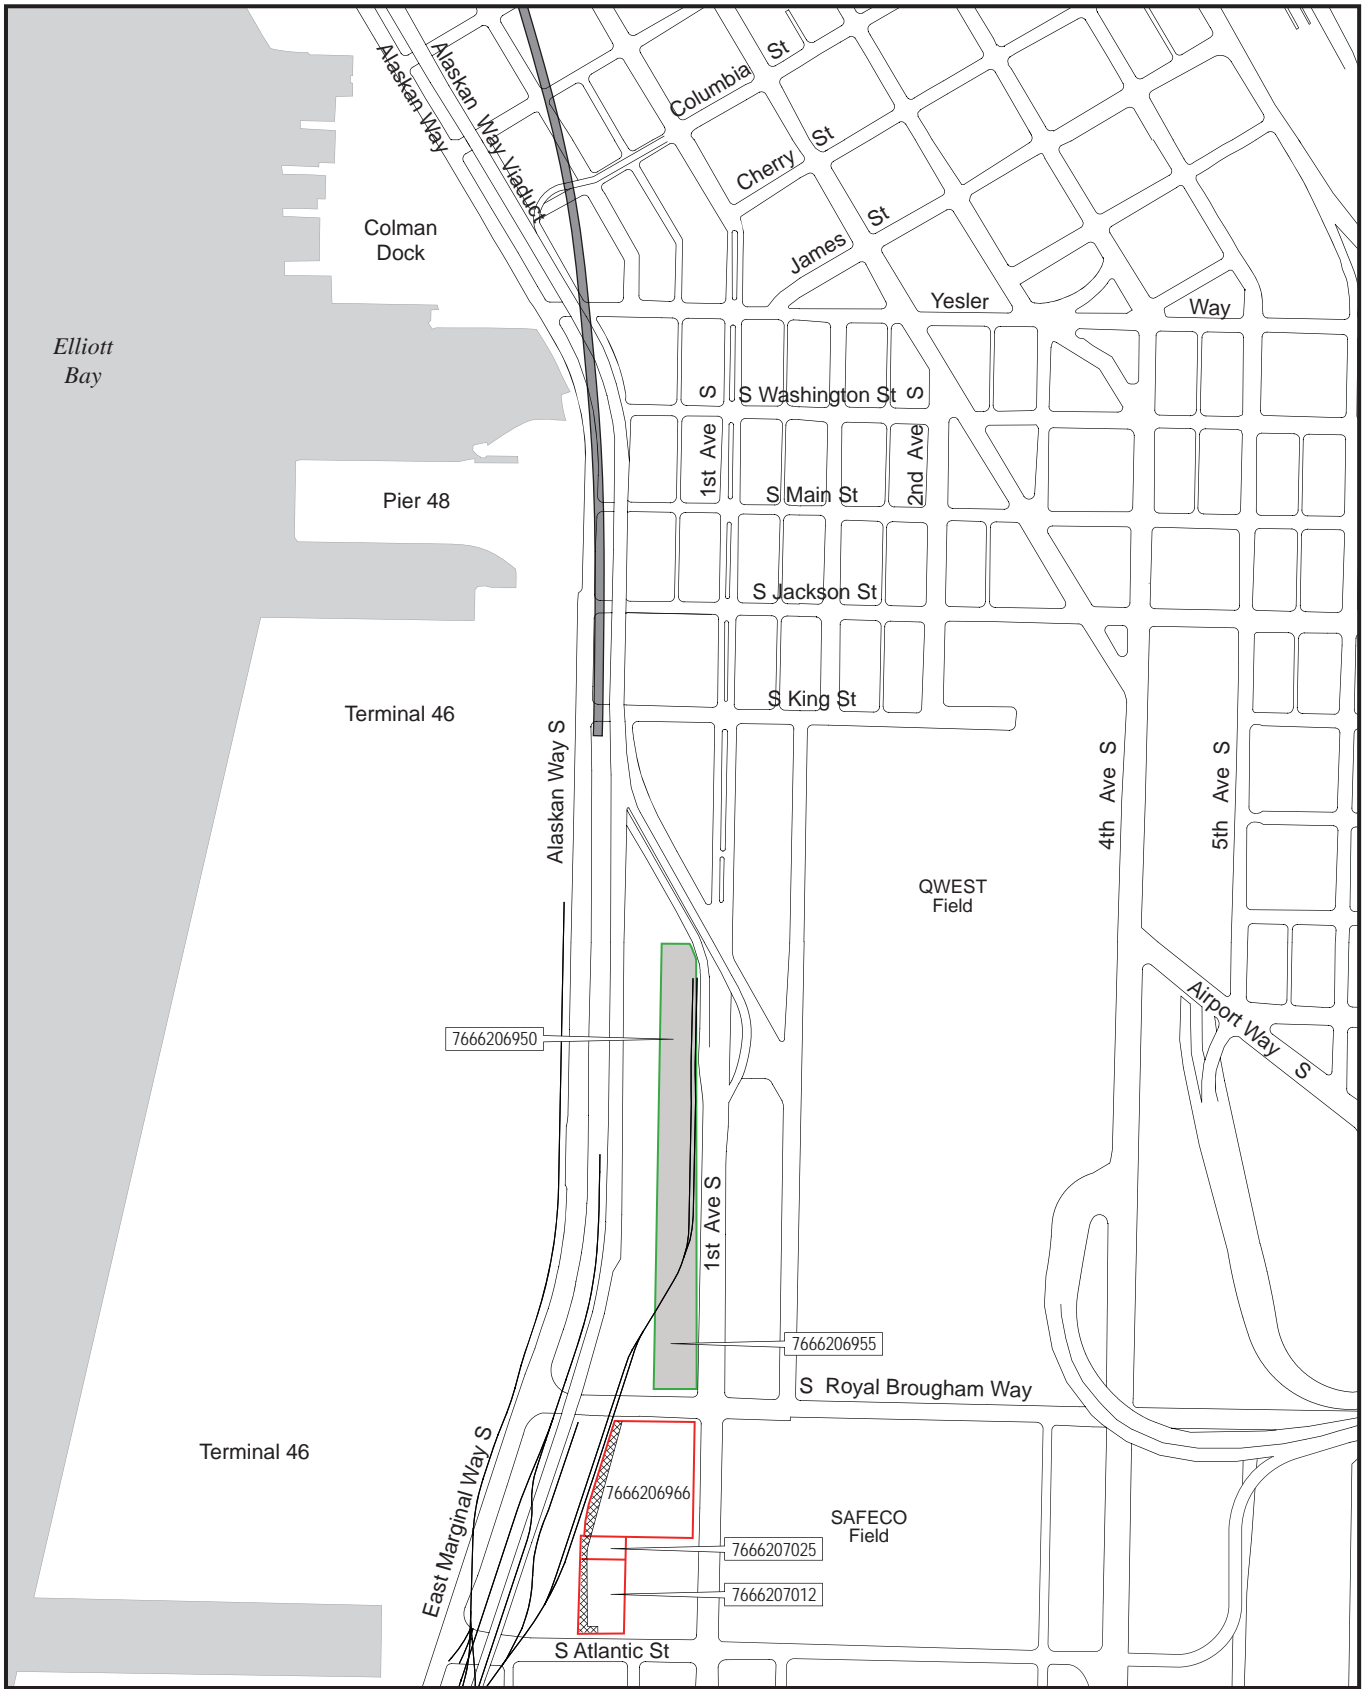 Alaskan Way
Alaskan Way Viaduct
Columbia St
Cherry St
James St
Colman
Dock
Yesler Way
Elliott
Bay
S Washington St
1st Ave S
2nd Ave S
S Main St
Pier 48
S Jackson St
S King St
Terminal 46
Alaskan Way S
4th Ave S
5th Ave S
QWEST
Field
Airport Way S
7666206950
1st Ave S
7666206955
S Royal Brougham Way
Terminal 46
East Marginal Way S
7666206966
SAFECO
Field
7666207025
7666207012
S Atlantic St